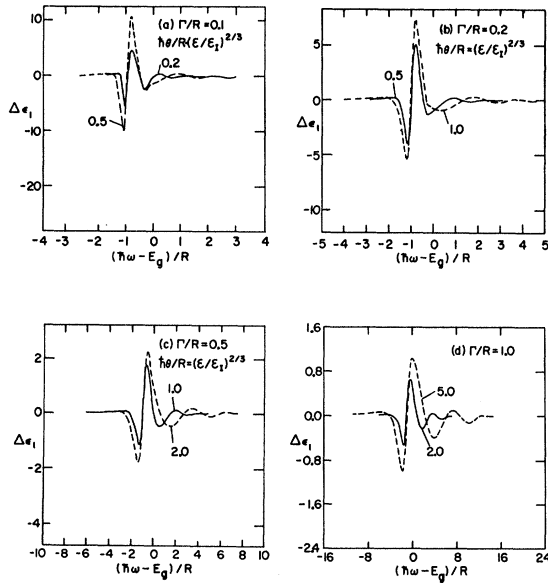 (a) Γ/R=0.1
ħθ/R(ε/ε_I)^2/3
10
0
-10
-20
Δε₁
0.2
0.5
-4 -3 -2 -1 0 1 2 3 4
(ħω-E_g)/R
(b) Γ/R=0.2
ħθ/R=(ε/ε_I)^2/3
5
0
-5
-10
Δε₁
0.5
1.0
-5 -4 -3 -2 -1 0 1 2 3 4 5
(ħω-E_g)/R
(c) Γ/R=0.5
ħθ/R=(ε/ε_I)^2/3
2
0
-2
-4
Δε₁
1.0
2.0
-10 -8 -6 -4 -2 0 2 4 6 8 10
(ħω-E_g)/R
(d) Γ/R=1.0
1.6
0.8
0.0
-0.8
-1.6
-2.4
Δε₁
5.0
2.0
-16 -8 0 8 16 24
(ħω-E_g)/R